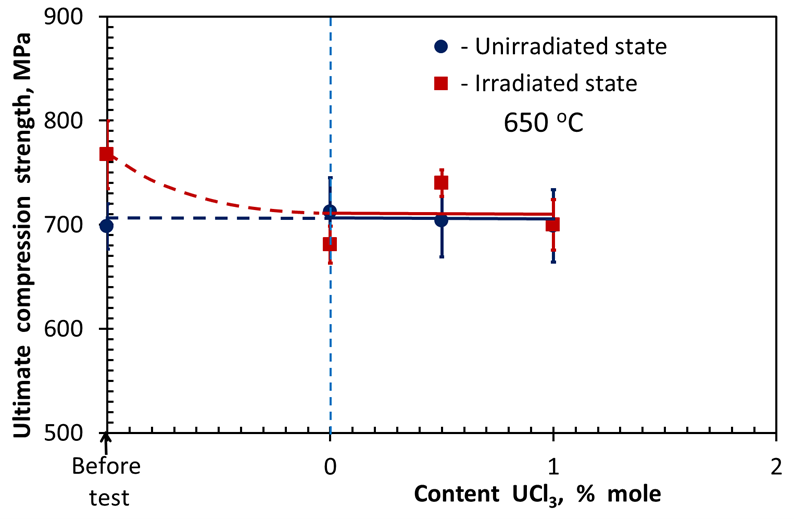 Ultimate compression strength, MPa
900
800
700
600
500
- Unirradiated state
- Irradiated state
650 ºC
Before
test
0
1
2
Content UCl₃, % mole